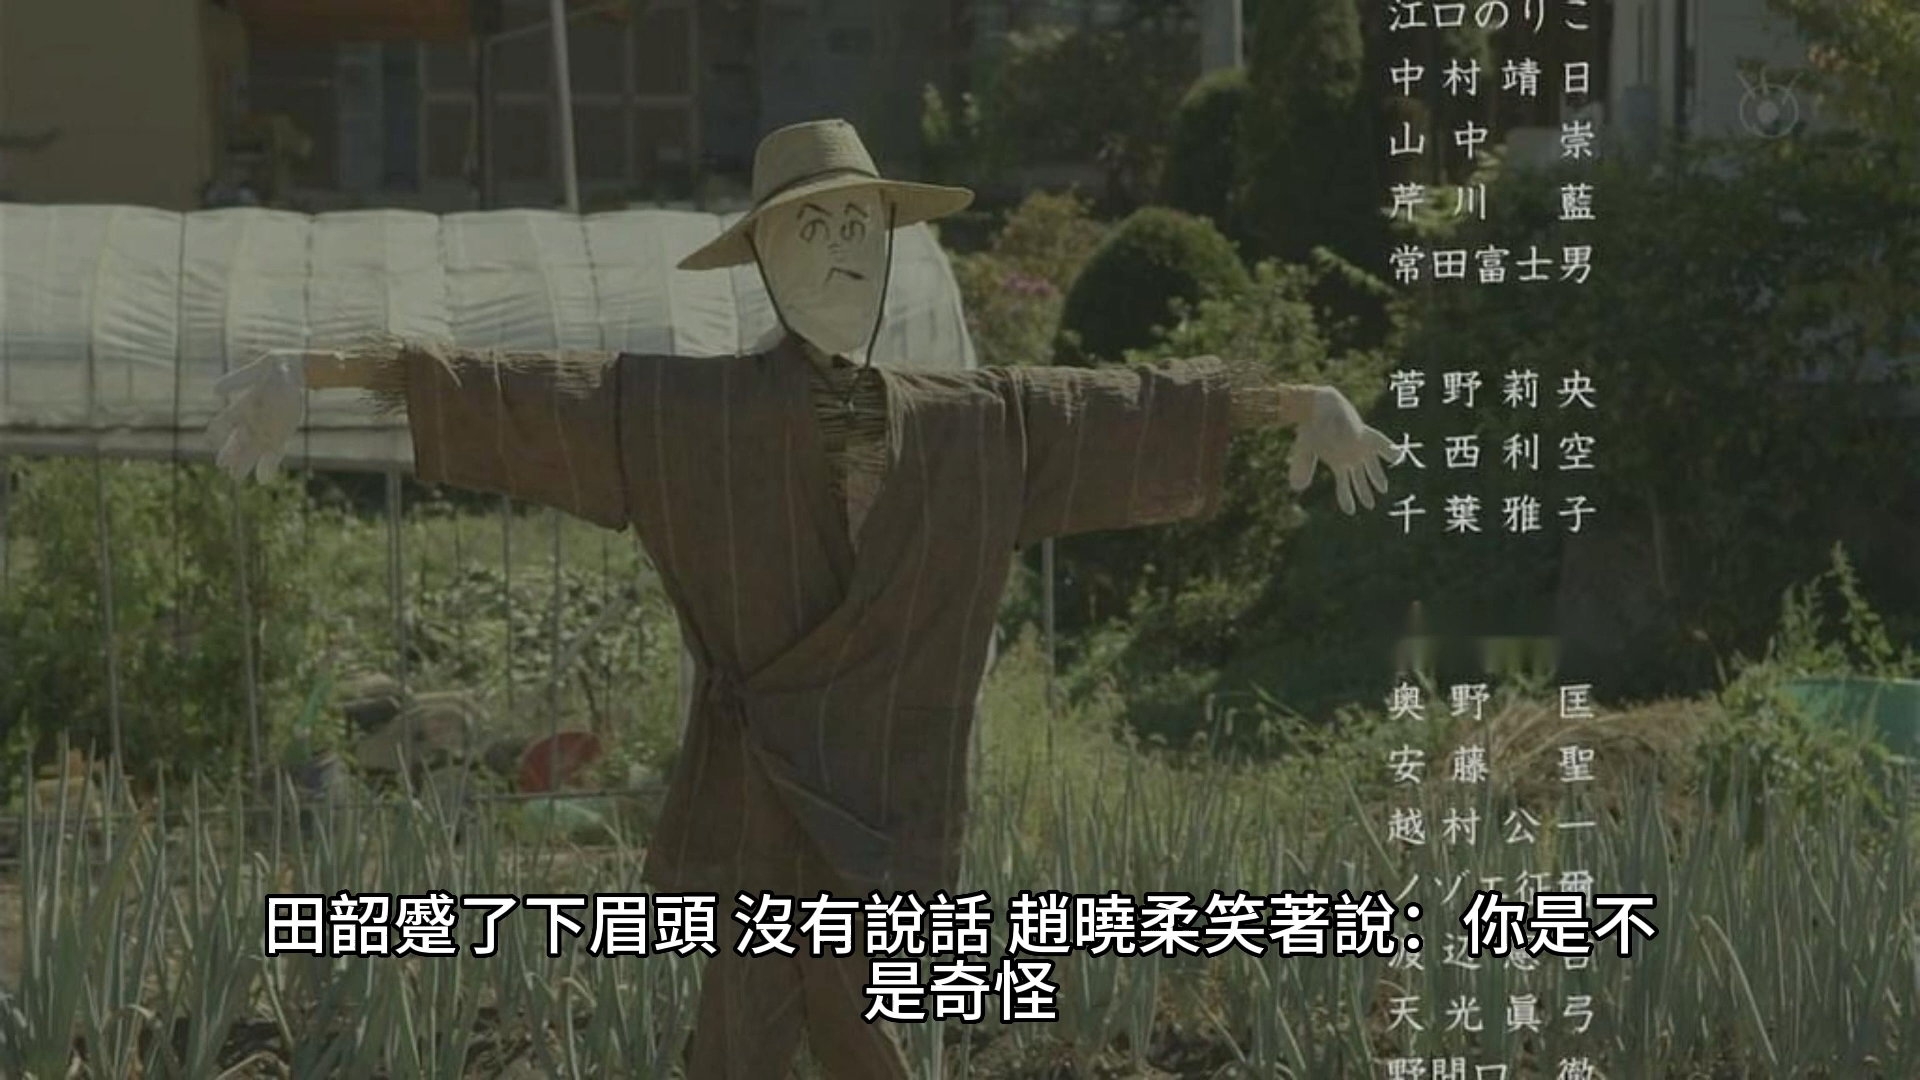 江口のりこ
中村靖日
山中 崇
芹川 藍
常田富士男
菅野莉央
大西利空
千葉雅子
奥野 匡
安藤 聖
越村公一
天光眞弓
田韶蹙了下眉頭 沒有說話 趙曉柔笑著說：你是不
是奇怪